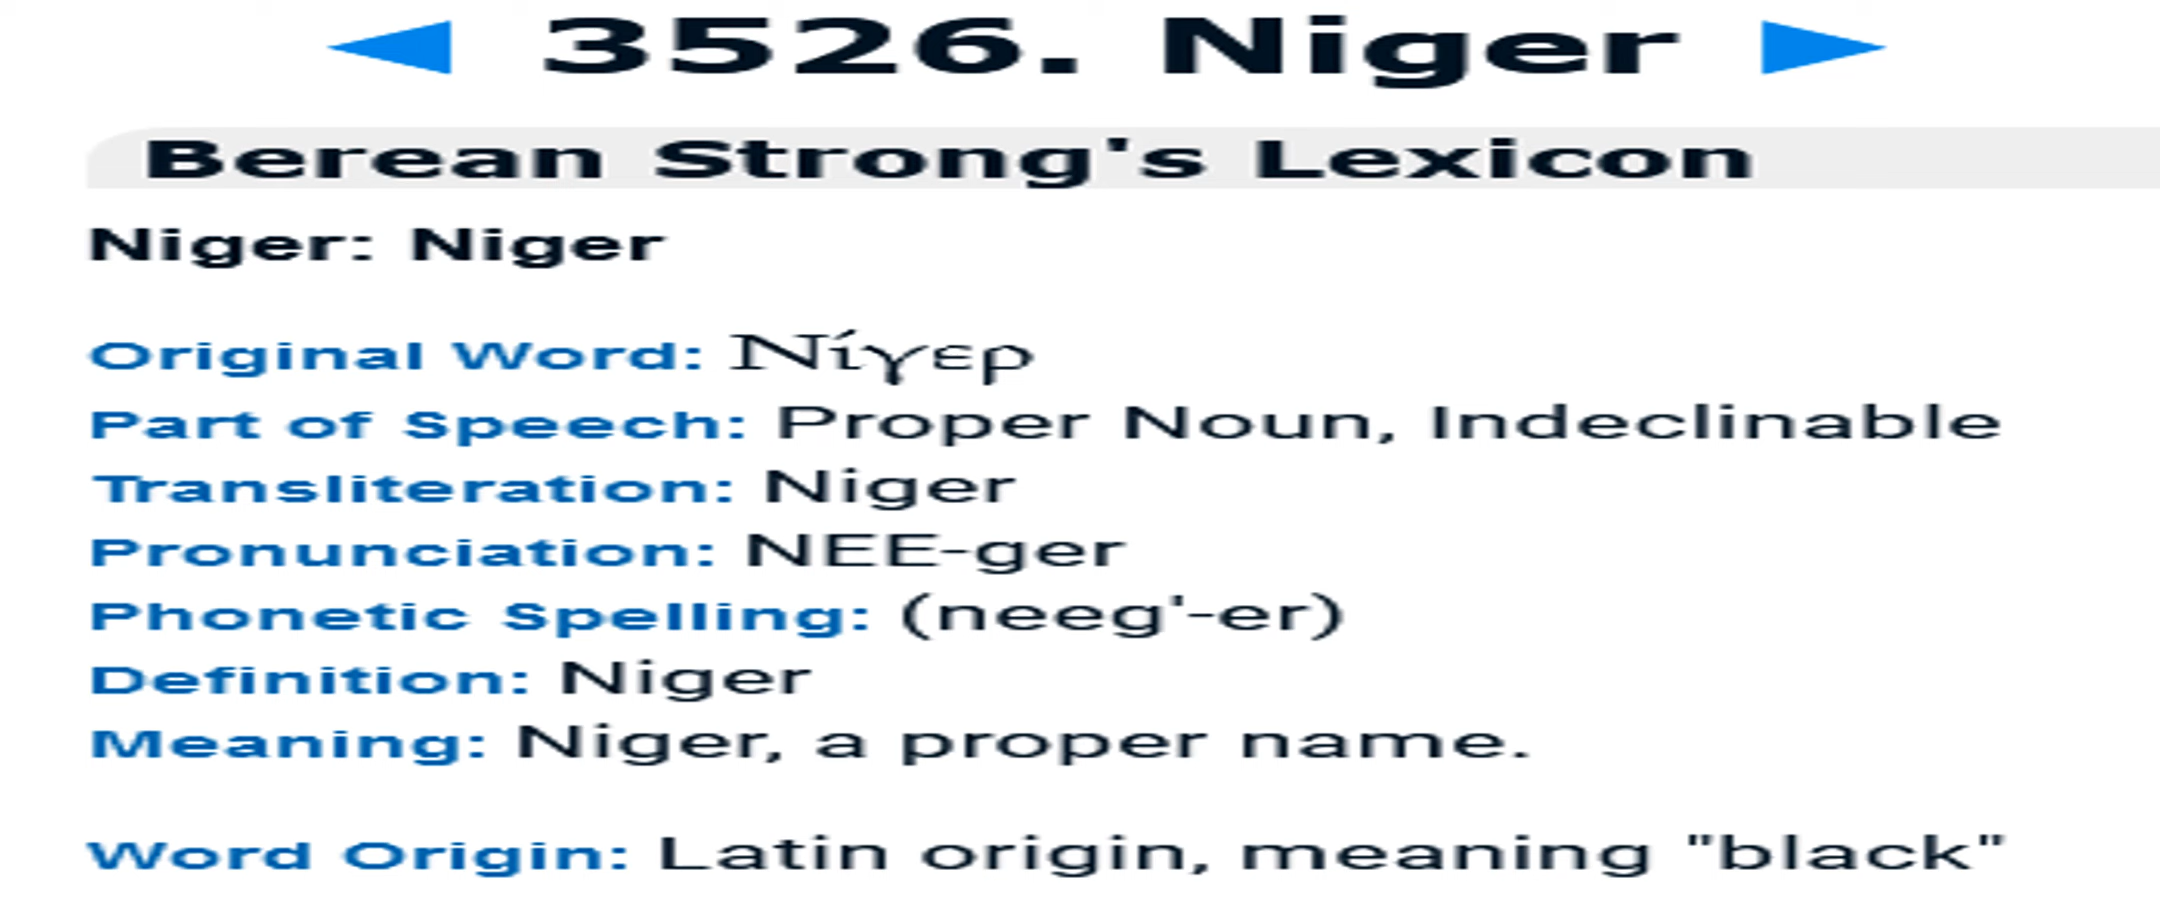 ◄ 3526. Niger ►
Berean Strong's Lexicon
Niger: Niger
Original Word: Νίγερ
Part of Speech: Proper Noun, Indeclinable
Transliteration: Niger
Pronunciation: NEE-ger
Phonetic Spelling: (neeg'-er)
Definition: Niger
Meaning: Niger, a proper name.
Word Origin: Latin origin, meaning "black"